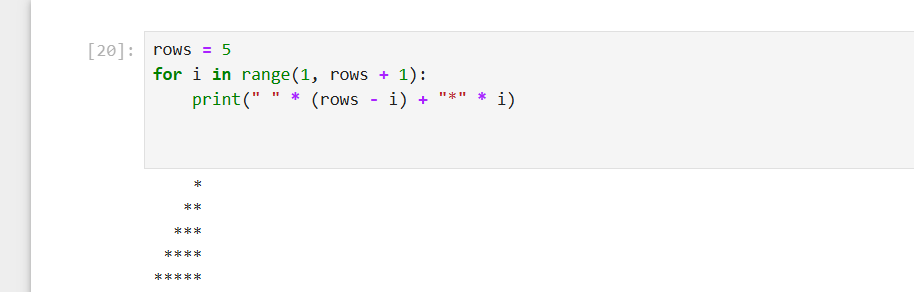 [20]: rows = 5
for i in range(1, rows + 1):
    print(" " * (rows - i) + "*" * i)
    *
   **
  ***
 ****
*****